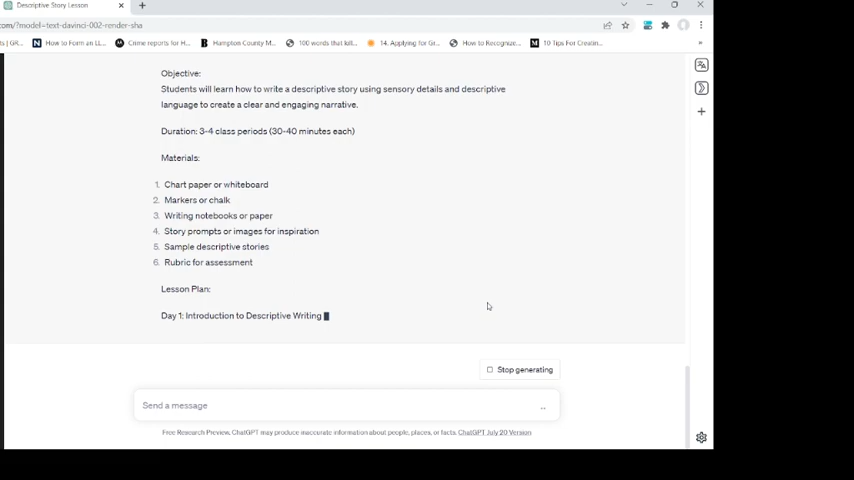 Descriptive Story Lesson
com/?model=text-davinci-002-render-sha
ts | GR...
How to Form an LL...
Crime reports for H...
Hampton County M...
100 words that kill...
14. Applying for Gr...
How to Recognize...
10 Tips For Creatin...
Objective:
Students will learn how to write a descriptive story using sensory details and descriptive
language to create a clear and engaging narrative.
Duration: 3-4 class periods (30-40 minutes each)
Materials:
1. Chart paper or whiteboard
2. Markers or chalk
3. Writing notebooks or paper
4. Story prompts or images for inspiration
5. Sample descriptive stories
6. Rubric for assessment
Lesson Plan:
Day 1: Introduction to Descriptive Writing
Stop generating
Send a message
Free Research Preview. ChatGPT may produce inaccurate information about people, places, or facts. ChatGPT July 20 Version